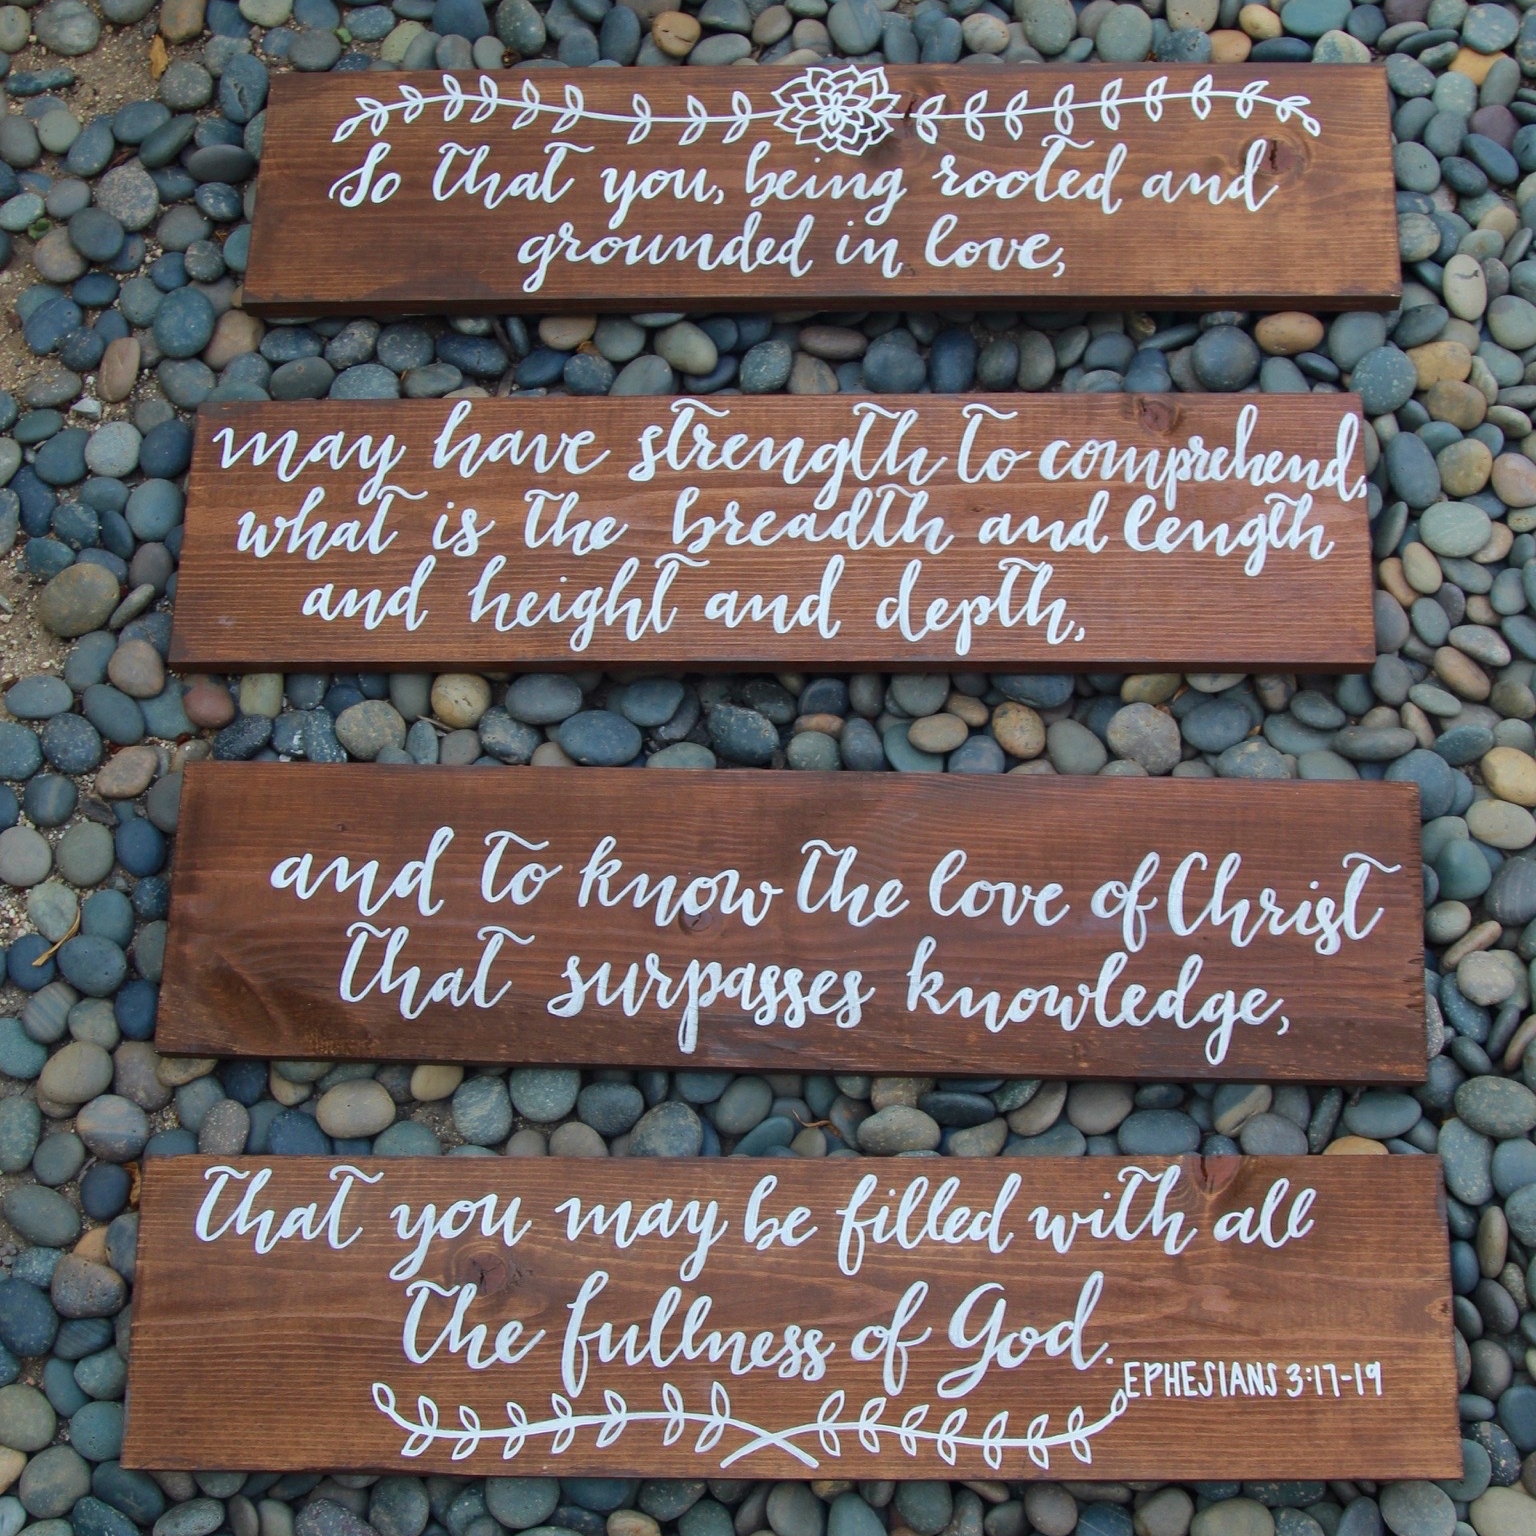 So that you, being rooted and
grounded in love,
may have strength to comprehend,
what is the breadth and length
and height and depth,
and to know the love of Christ
that surpasses knowledge,
that you may be filled with all
the fullness of God.
EPHESIANS 3:17-19